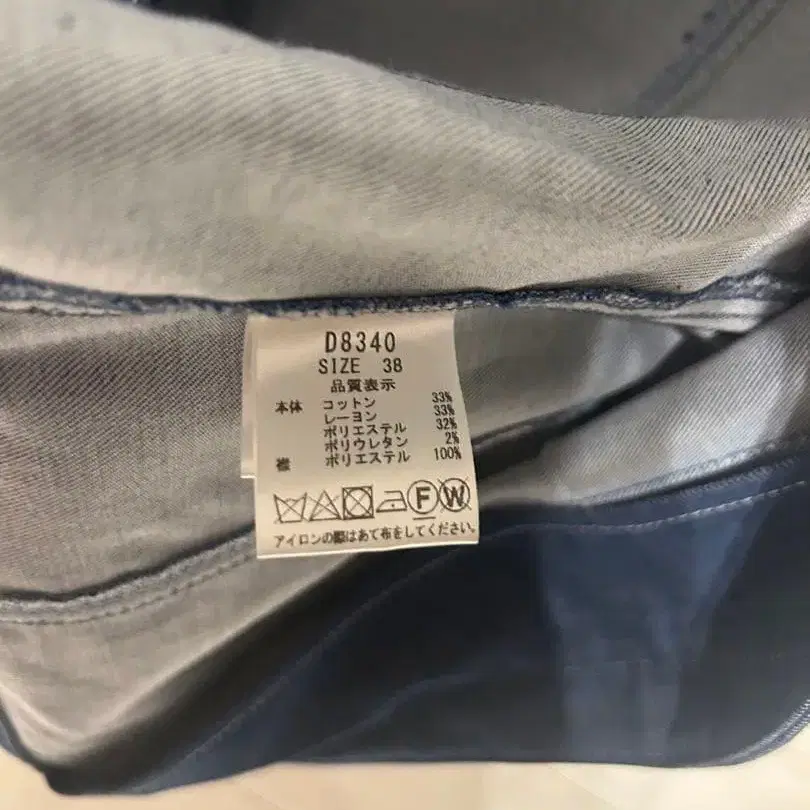 D8340
SIZE 38
品質表示
本体 コットン 33%
レーヨン 33%
ポリエステル 32%
ポリウレタン 2%
襟 ポリエステル 100%
F W
アイロンの際はあて布をしてください。